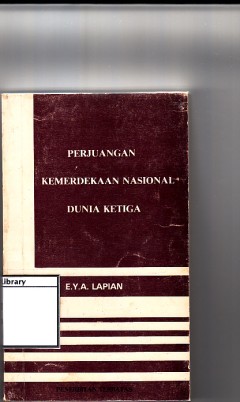 PERJUANGAN
KEMERDEKAAN NASIONAL
DUNIA KETIGA
E.Y.A. LAPIAN
Library